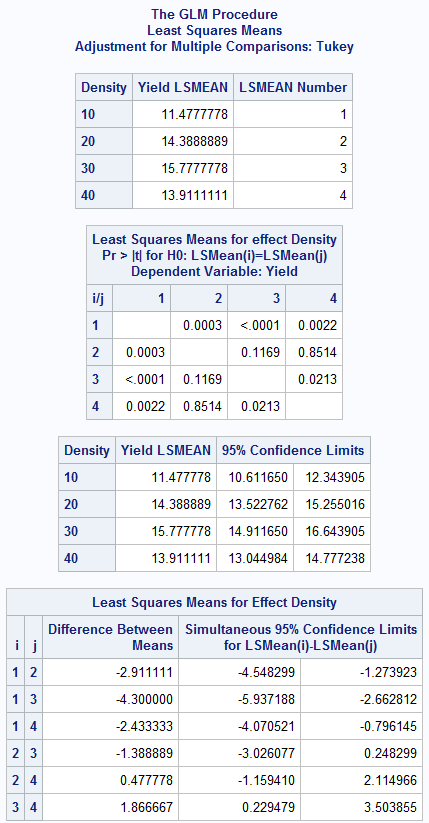 The GLM Procedure
Least Squares Means
Adjustment for Multiple Comparisons: Tukey
Density Yield LSMEAN LSMEAN Number
10 11.4777778 1
20 14.3888889 2
30 15.7777778 3
40 13.9111111 4
Least Squares Means for effect Density
Pr > |t| for H0: LSMean(i)=LSMean(j)
Dependent Variable: Yield
i/j 1 2 3 4
1 0.0003 <.0001 0.0022
2 0.0003 0.1169 0.8514
3 <.0001 0.1169 0.0213
4 0.0022 0.8514 0.0213
Density Yield LSMEAN 95% Confidence Limits
10 11.477778 10.611650 12.343905
20 14.388889 13.522762 15.255016
30 15.777778 14.911650 16.643905
40 13.911111 13.044984 14.777238
Least Squares Means for Effect Density
i j Difference Between Means Simultaneous 95% Confidence Limits for LSMean(i)-LSMean(j)
1 2 -2.911111 -4.548299 -1.273923
1 3 -4.300000 -5.937188 -2.662812
1 4 -2.433333 -4.070521 -0.796145
2 3 -1.388889 -3.026077 0.248299
2 4 0.477778 -1.159410 2.114966
3 4 1.866667 0.229479 3.503855